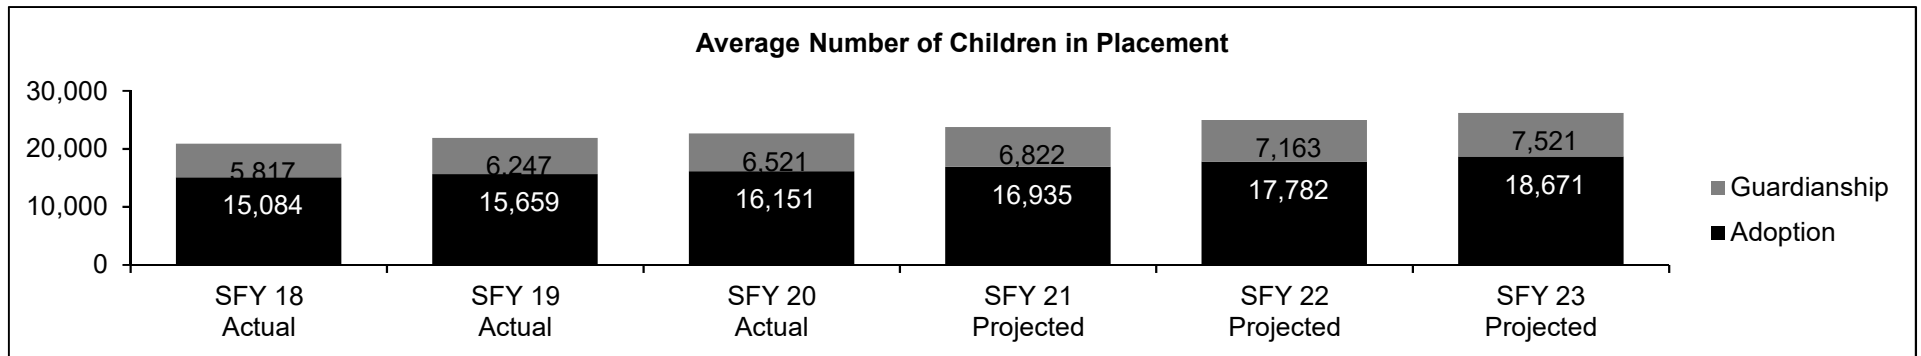 Average Number of Children in Placement
30,000
20,000
10,000
0
5,817
6,247
6,521
6,822
7,163
7,521
15,084
15,659
16,151
16,935
17,782
18,671
Guardianship
Adoption
SFY 18
Actual
SFY 19
Actual
SFY 20
Actual
SFY 21
Projected
SFY 22
Projected
SFY 23
Projected